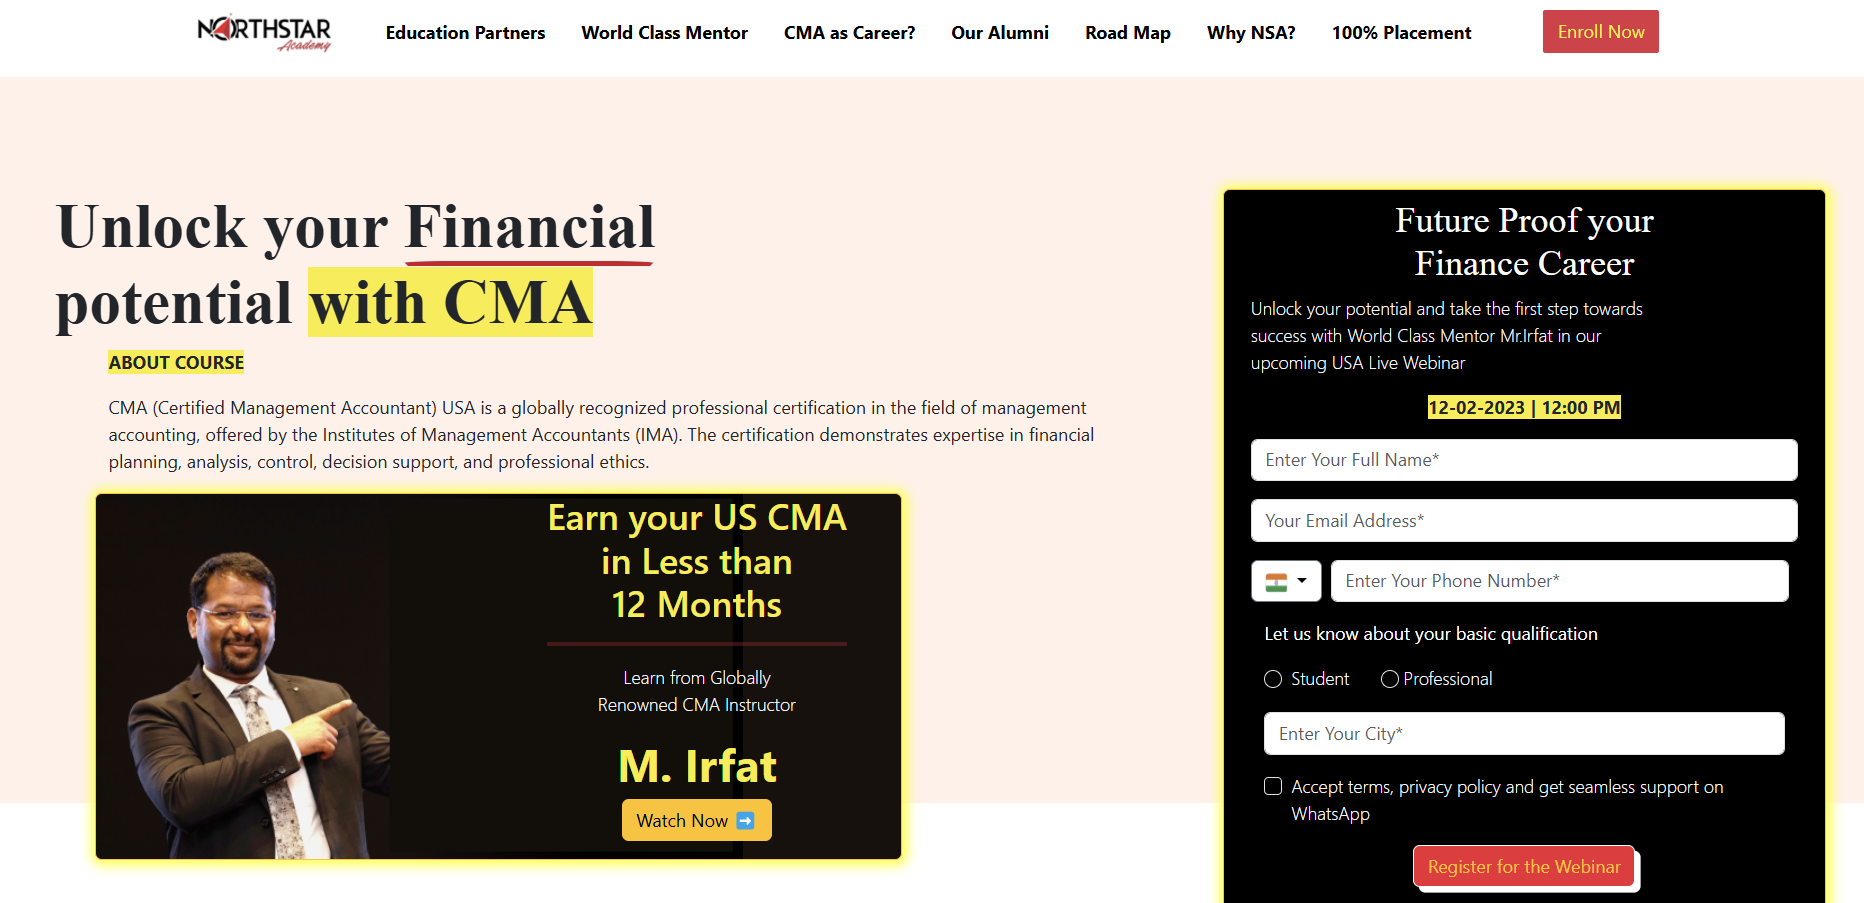 NORTHSTAR
Academy
Education Partners
World Class Mentor
CMA as Career?
Our Alumni
Road Map
Why NSA?
100% Placement
Enroll Now
Unlock your Financial
potential with CMA
ABOUT COURSE
CMA (Certified Management Accountant) USA is a globally recognized professional certification in the field of management
accounting, offered by the Institutes of Management Accountants (IMA). The certification demonstrates expertise in financial
planning, analysis, control, decision support, and professional ethics.
Earn your US CMA
in Less than
12 Months
Learn from Globally
Renowned CMA Instructor
M. Irfat
Watch Now
Future Proof your
Finance Career
Unlock your potential and take the first step towards
success with World Class Mentor Mr.Irfat in our
upcoming USA Live Webinar
12-02-2023 | 12:00 PM
Enter Your Full Name*
Your Email Address*
Enter Your Phone Number*
Let us know about your basic qualification
Student
Professional
Enter Your City*
Accept terms, privacy policy and get seamless support on
WhatsApp
Register for the Webinar